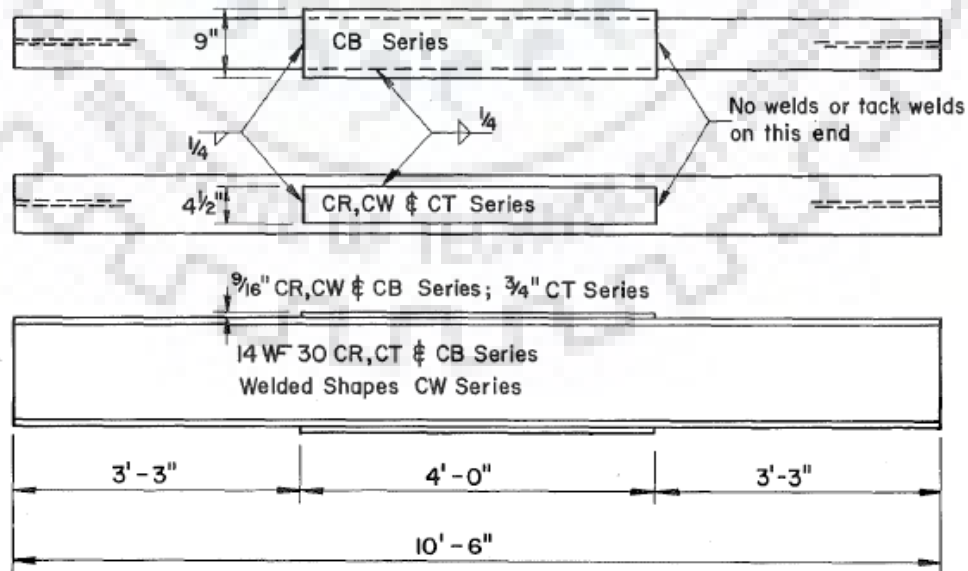 9"
CB Series
No welds or tack welds
on this end
1/4
1/4
4 1/2"
CR,CW & CT Series
9/16" CR,CW & CB Series; 3/4" CT Series
14 WF 30 CR,CT & CB Series
Welded Shapes CW Series
3'-3"
4'-0"
3'-3"
10'-6"